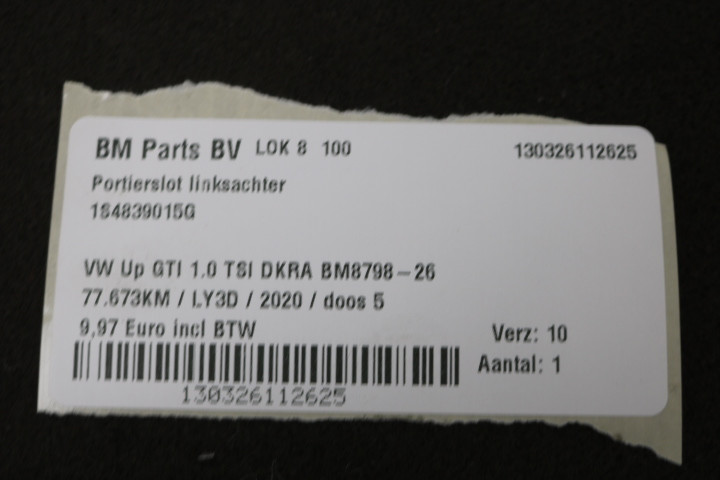 BM Parts BV LOK 8 100 130326112625
Portierslot linksachter
1S4839015G
VW Up GTI 1.0 TSI DKRA BM8798-26
77.673KM / LY3D / 2020 / doos 5
9,97 Euro incl BTW
Verz: 10
Aantal: 1
130326112625